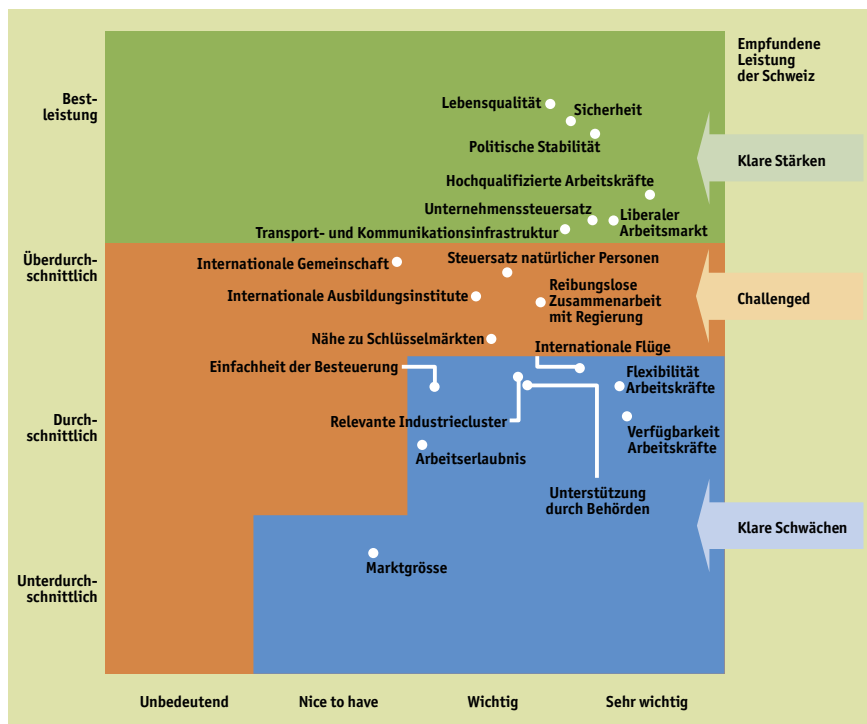 Empfundene
Leistung
der Schweiz
Best-
leistung
Lebensqualität
Sicherheit
Politische Stabilität
Klare Stärken
Hochqualifizierte Arbeitskräfte
Unternehmenssteuersatz
Liberaler
Arbeitsmarkt
Transport- und Kommunikationsinfrastruktur
Überdurch-
schnittlich
Internationale Gemeinschaft
Steuersatz natürlicher Personen
Internationale Ausbildungsinstitute
Reibungslose
Zusammenarbeit
mit Regierung
Challenged
Nähe zu Schlüsselmärkten
Internationale Flüge
Einfachheit der Besteuerung
Flexibilität
Arbeitskräfte
Durch-
schnittlich
Relevante Industriecluster
Verfügbarkeit
Arbeitskräfte
Arbeitserlaubnis
Unterstützung
durch Behörden
Klare Schwächen
Marktgrösse
Unterdurch-
schnittlich
Unbedeutend
Nice to have
Wichtig
Sehr wichtig